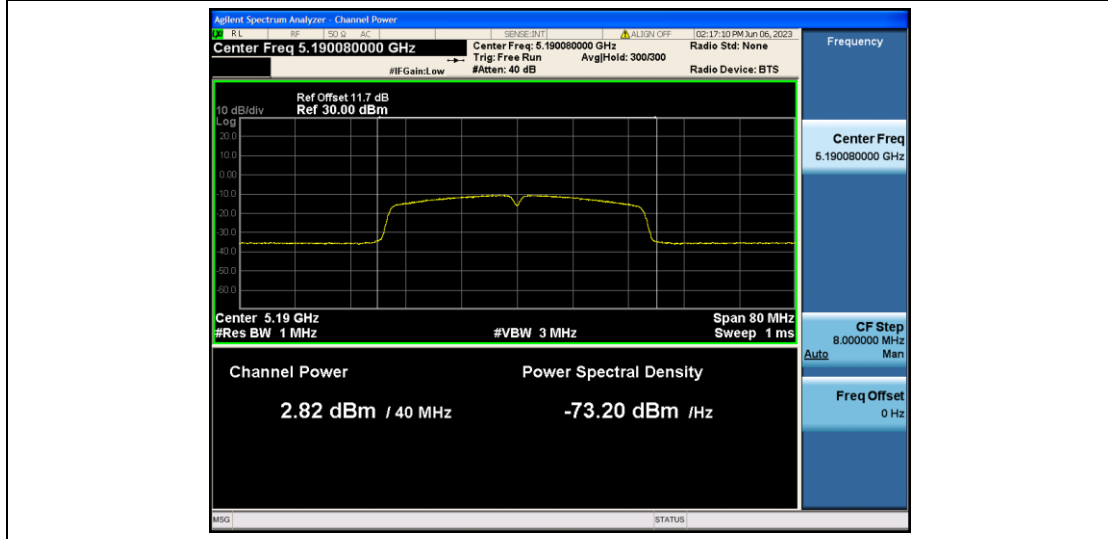 Agilent Spectrum Analyzer - Channel Power
RL RF 50 Ω AC SENSE:INT ALIGN OFF 02:17:10 PM Jun 06, 2023
Center Freq 5.190080000 GHz
Center Freq: 5.190080000 GHz
Radio Std: None
Trig: Free Run Avg|Hold: 300/300
#IFGain:Low
#Atten: 40 dB
Radio Device: BTS
Ref Offset 11.7 dB
10 dB/div Ref 30.00 dBm
Log
20.0
10.0
0.00
-10.0
-20.0
-30.0
-40.0
-50.0
-60.0
Center 5.19 GHz
Span 80 MHz
#Res BW 1 MHz
#VBW 3 MHz
Sweep 1 ms
Channel Power
Power Spectral Density
2.82 dBm / 40 MHz
-73.20 dBm /Hz
MSG
STATUS
Frequency
Center Freq
5.190080000 GHz
CF Step
8.000000 MHz
Auto Man
Freq Offset
0 Hz